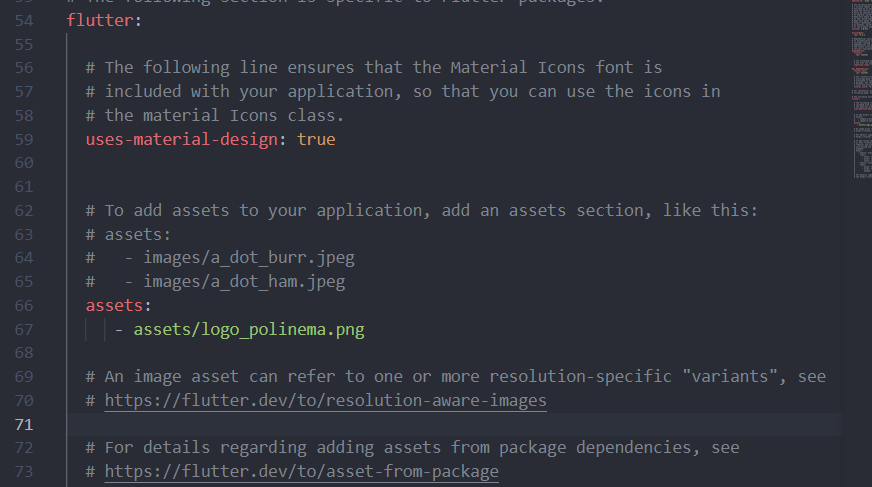 53 # The following section is specific to Flutter packages.
54 flutter:
55
56 # The following line ensures that the Material Icons font is
57 # included with your application, so that you can use the icons in
58 # the material Icons class.
59 uses-material-design: true
60
61
62 # To add assets to your application, add an assets section, like this:
63 # assets:
64 #   - images/a_dot_burr.jpeg
65 #   - images/a_dot_ham.jpeg
66 assets:
67 - assets/logo_polinema.png
68
69 # An image asset can refer to one or more resolution-specific "variants", see
70 # https://flutter.dev/to/resolution-aware-images
71
72 # For details regarding adding assets from package dependencies, see
73 # https://flutter.dev/to/asset-from-package